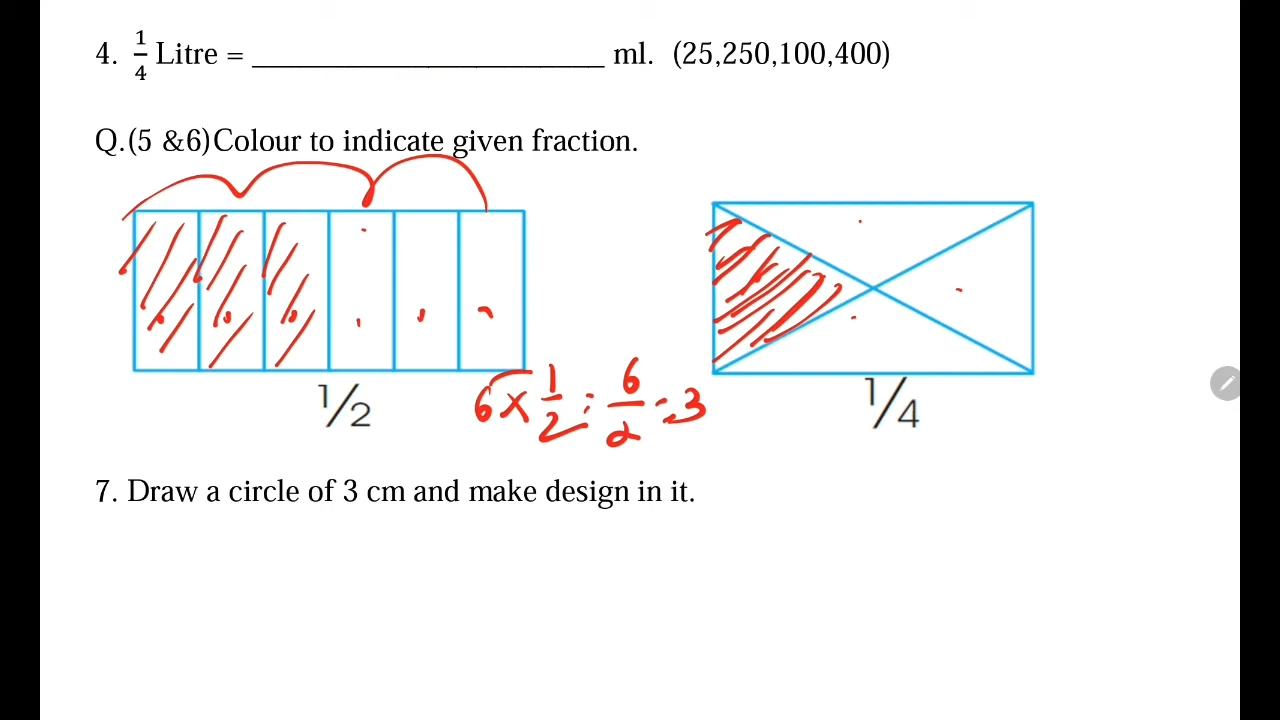 4. 1/4 Litre = ______________________ ml. (25,250,100,400)
Q.(5 &6)Colour to indicate given fraction.
1/2
6 x 1/2 = 6/2 = 3
1/4
7. Draw a circle of 3 cm and make design in it.